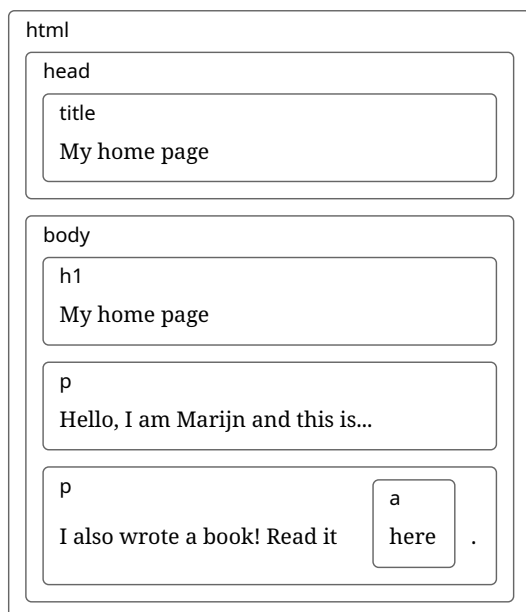 html
head
title
My home page
body
h1
My home page
p
Hello, I am Marijn and this is...
p
a
I also wrote a book! Read it here .